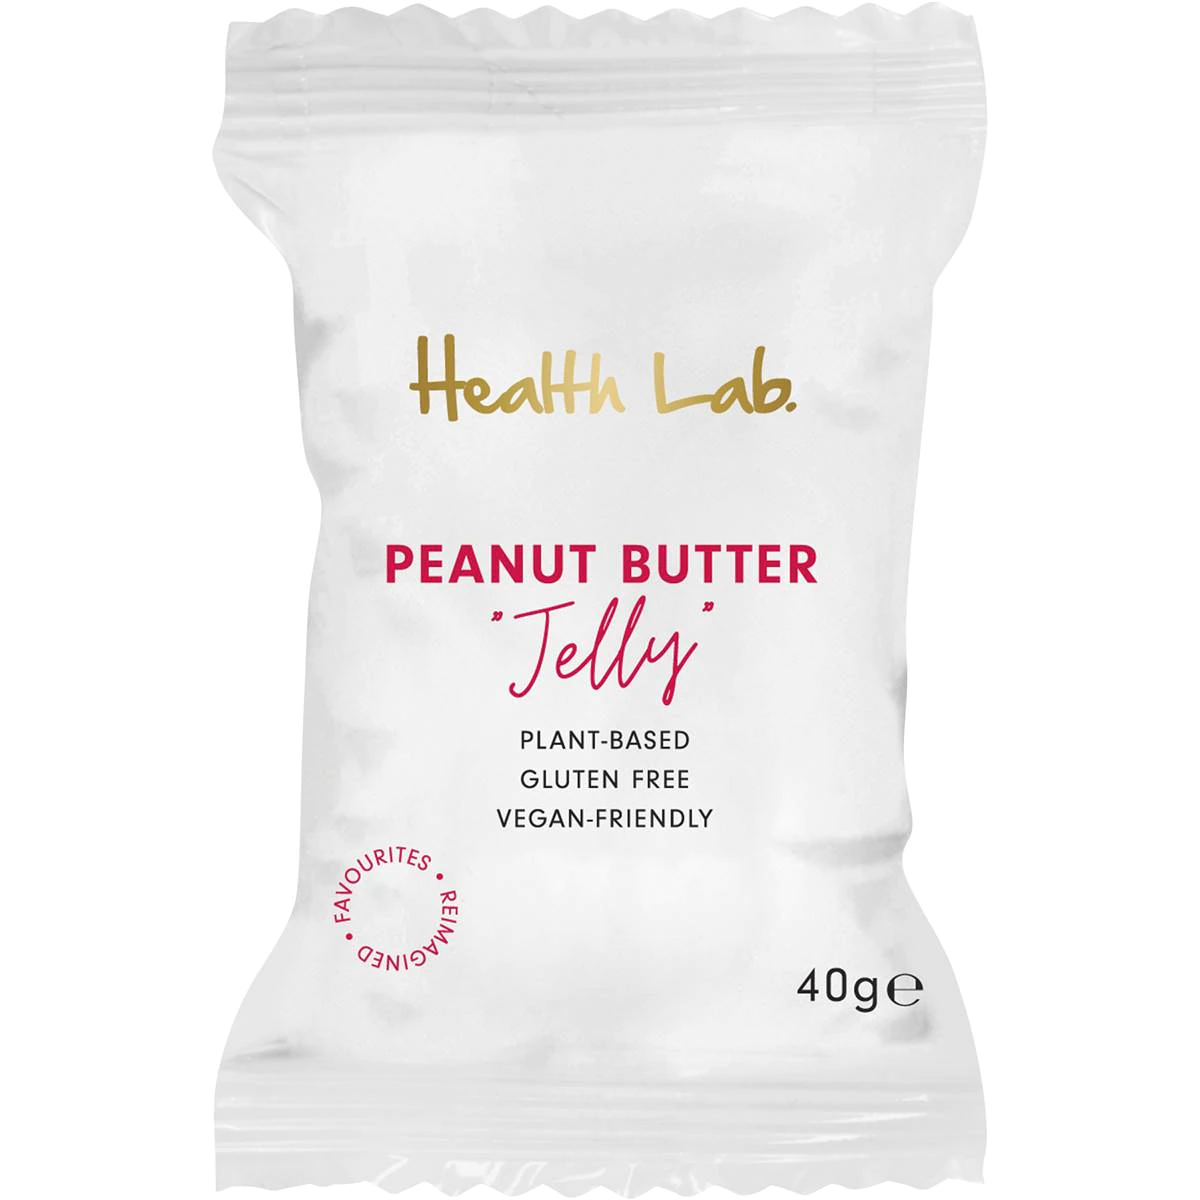 Health Lab.
PEANUT BUTTER
"Jelly"
PLANT-BASED
GLUTEN FREE
VEGAN-FRIENDLY
FAVOURITES • REIMAGINED •
40g℮